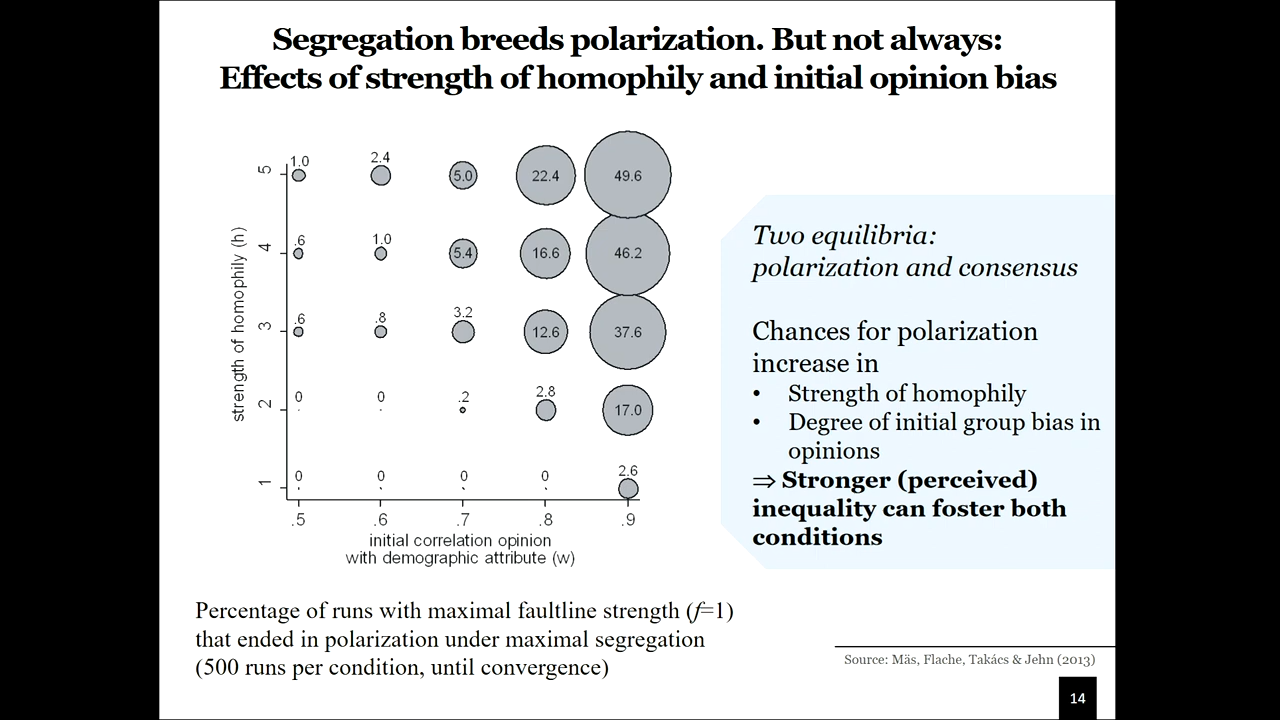 Segregation breeds polarization. But not always:
Effects of strength of homophily and initial opinion bias
strength of homophily (h)
5
1.0
2.4
5.0
22.4
49.6
4
.6
1.0
5.4
16.6
46.2
3
.6
.8
3.2
12.6
37.6
2
0
0
.2
2.8
17.0
1
0
0
0
0
2.6
.5
.6
.7
.8
.9
initial correlation opinion
with demographic attribute (w)
Two equilibria:
polarization and consensus
Chances for polarization
increase in
• Strength of homophily
• Degree of initial group bias in
opinions
⇒ Stronger (perceived)
inequality can foster both
conditions
Percentage of runs with maximal faultline strength (f=1)
that ended in polarization under maximal segregation
(500 runs per condition, until convergence)
Source: Mäs, Flache, Takács & Jehn (2013)
14